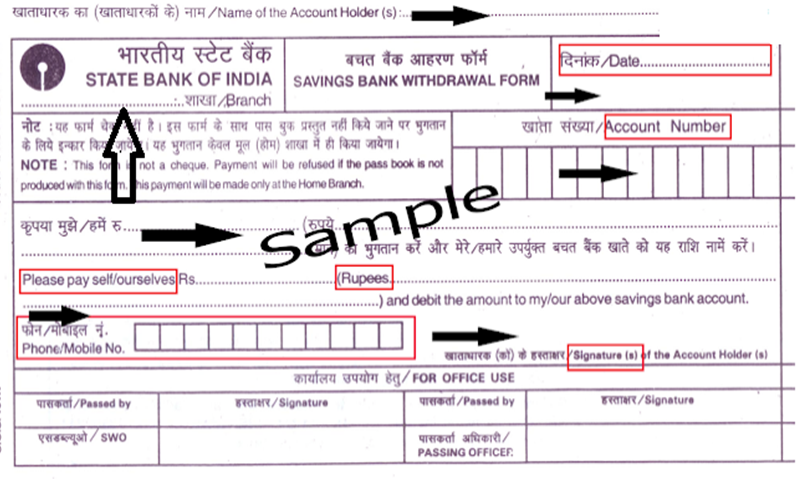 खाताधारक का (खाताधारकों के) नाम/Name of the Account Holder (s):
भारतीय स्टेट बैंक
STATE BANK OF INDIA
शाखा/Branch
बचत बैंक आहरण फॉर्म
SAVINGS BANK WITHDRAWAL FORM
दिनांक/Date
नोट : यह फार्म चेक नहीं है। इस फार्म के साथ पास बुक प्रस्तुत नहीं किये जाने पर भुगतान
के लिये इन्कार किया जायेगा। यह भुगतान केवल मूल (होम) शाखा में ही किया जायेगा।
NOTE : This form is not a cheque. Payment will be refused if the pass book is not
produced with this form. This payment will be made only at the Home Branch.
खाता संख्या/Account Number
कृपया मुझे/हमें रु. (रुपये
Sample
का भुगतान करें और मेरे/हमारे उपर्युक्त बचत बैंक खाते को यह राशि नामें करें।
Please pay self/ourselves Rs. (Rupees
) and debit the amount to my/our above savings bank account.
फोन/मोबाइल नं.
Phone/Mobile No.
खाताधारक (कों) के हस्ताक्षर/Signature (s) of the Account Holder (s)
कार्यालय उपयोग हेतु/ FOR OFFICE USE
पासकर्ता/Passed by हस्ताक्षर/Signature पासकर्ता/Passed by हस्ताक्षर/Signature
एसडब्ल्यूओ/ SWO पासकर्ता अधिकारी/
PASSING OFFICER